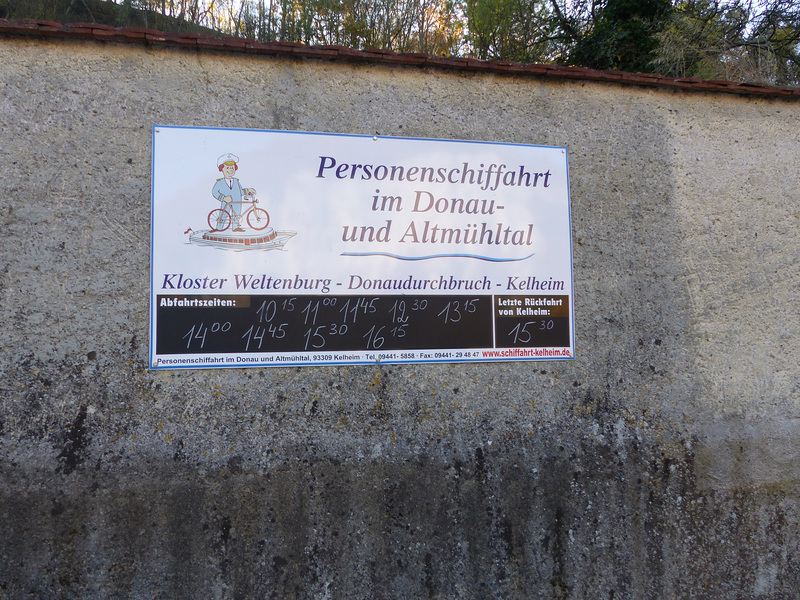 Personenschiffahrt
im Donau-
und Altmühltal
Kloster Weltenburg - Donaudurchbruch - Kelheim
Abfahrtszeiten: 10 15 11 00 11 45 12 30 13 15
14 00 14 45 15 30 16 15
Letzte Rückfahrt
von Kelheim:
15 30
Personenschiffahrt im Donau und Altmühltal, 93309 Kelheim · Tel. 09441- 5858 · Fax: 09441- 29 48 47 www.schiffahrt-kelheim.de